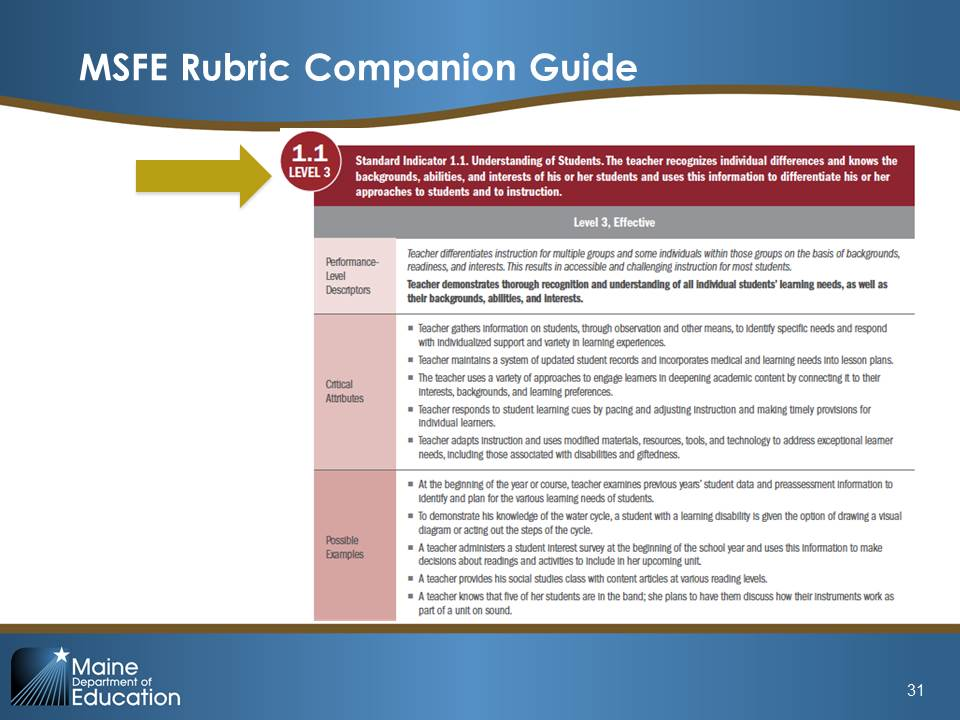 MSFE Rubric Companion Guide
1.1
LEVEL 3
Standard Indicator 1.1. Understanding of Students. The teacher recognizes individual differences and knows the
backgrounds, abilities, and interests of his or her students and uses this information to differentiate his or her
approaches to students and to instruction.
Level 3, Effective
Performance-
Level
Descriptors
Teacher differentiates instruction for multiple groups and some individuals within those groups on the basis of backgrounds,
readiness, and interests. This results in accessible and challenging instruction for most students.
Teacher demonstrates thorough recognition and understanding of all individual students' learning needs, as well as
their backgrounds, abilities, and interests.
Critical
Attributes
■ Teacher gathers information on students, through observation and other means, to identify specific needs and respond
with individualized support and variety in learning experiences.
■ Teacher maintains a system of updated student records and incorporates medical and learning needs into lesson plans.
■ The teacher uses a variety of approaches to engage learners in deepening academic content by connecting it to their
interests, backgrounds, and learning preferences.
■ Teacher responds to student learning cues by pacing and adjusting instruction and making timely provisions for
individual learners.
■ Teacher adapts instruction and uses modified materials, resources, tools, and technology to address exceptional learner
needs, including those associated with disabilities and giftedness.
Possible
Examples
■ At the beginning of the year or course, teacher examines previous years' student data and preassessment information to
identify and plan for the various learning needs of students.
■ To demonstrate his knowledge of the water cycle, a student with a learning disability is given the option of drawing a visual
diagram or acting out the steps of the cycle.
■ A teacher administers a student interest survey at the beginning of the school year and uses this information to make
decisions about readings and activities to include in her upcoming unit.
■ A teacher provides his social studies class with content articles at various reading levels.
■ A teacher knows that five of her students are in the band; she plans to have them discuss how their instruments work as
part of a unit on sound.
Maine
Department of
Education
31